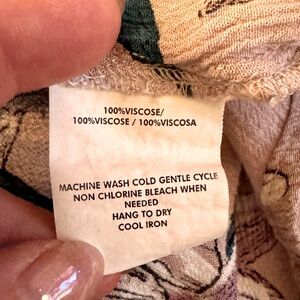 100%VISCOSE/
100%VISCOSE / 100%VISCOSA
MACHINE WASH COLD GENTLE CYCLE
NON CHLORINE BLEACH WHEN
NEEDED
HANG TO DRY
COOL IRON